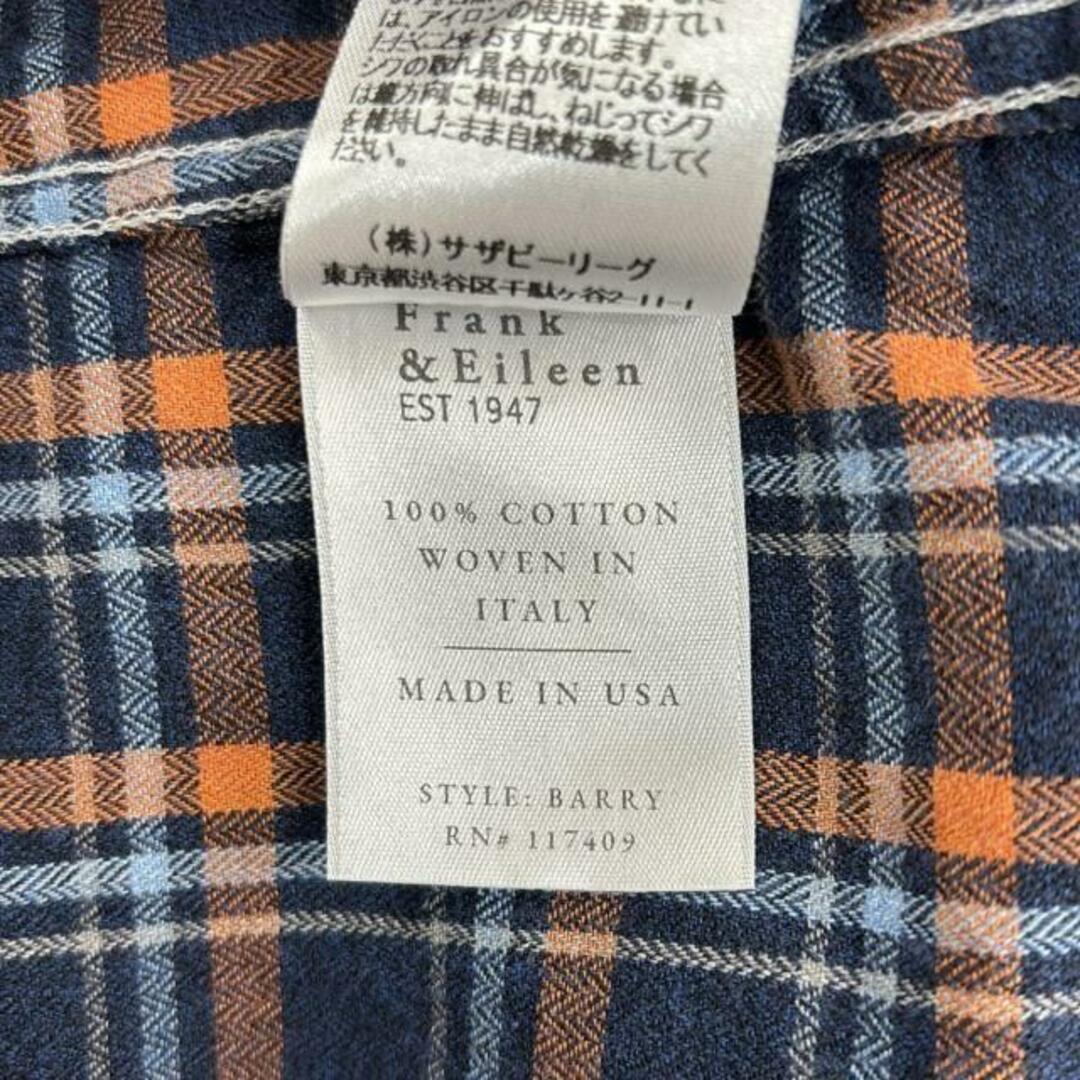 は、アイロンの使用を避けてい
ただくことをおすすめします。
シワの取れ具合が気になる場合
は縦方向に伸ばし、ねじってシワ
を維持したまま自然乾燥をしてく
ださい。
(株)サザビーリーグ
東京都渋谷区千駄ヶ谷2-11-1
Frank
& Eileen
EST 1947
100% COTTON
WOVEN IN
ITALY
MADE IN USA
STYLE: BARRY
RN# 117409